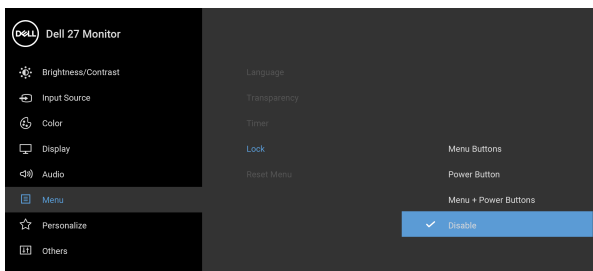 DELL Dell 27 Monitor
Brightness/Contrast
Input Source
Color
Display
Audio
Menu
Personalize
Others
Language
Transparency
Timer
Lock
Reset Menu
Menu Buttons
Power Button
Menu + Power Buttons
Disable